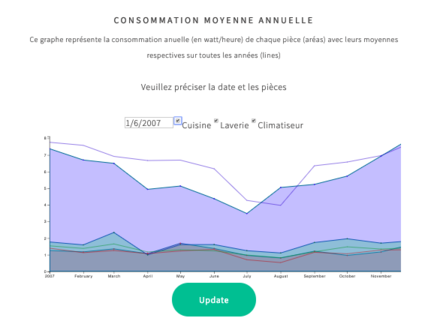 CONSOMMATION MOYENNE ANNUELLE
Ce graphe représente la consommation anuelle (en watt/heure) de chaque pièce (aréas) avec leurs moyennes
respectives sur toutes les années (lines)
Veuillez préciser la date et les pièces
1/6/2007 Cuisine Laverie Climatiseur
8
7
6
5
4
3
2
1
0
2007 February March April May June July August September October November
Update